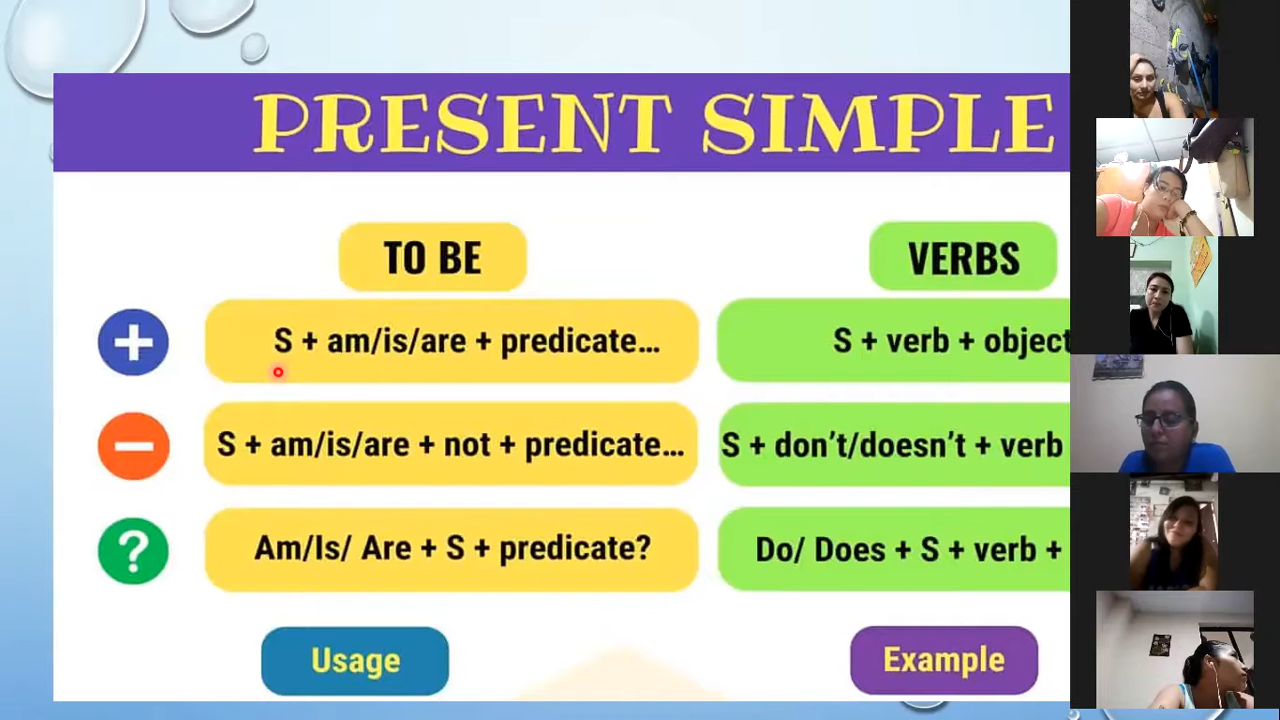 PRESENT SIMPLE
TO BE
VERBS
S + am/is/are + predicate...
S + verb + object
S + am/is/are + not + predicate...
S + don't/doesn't + verb
Am/Is/ Are + S + predicate?
Do/ Does + S + verb +
Usage
Example